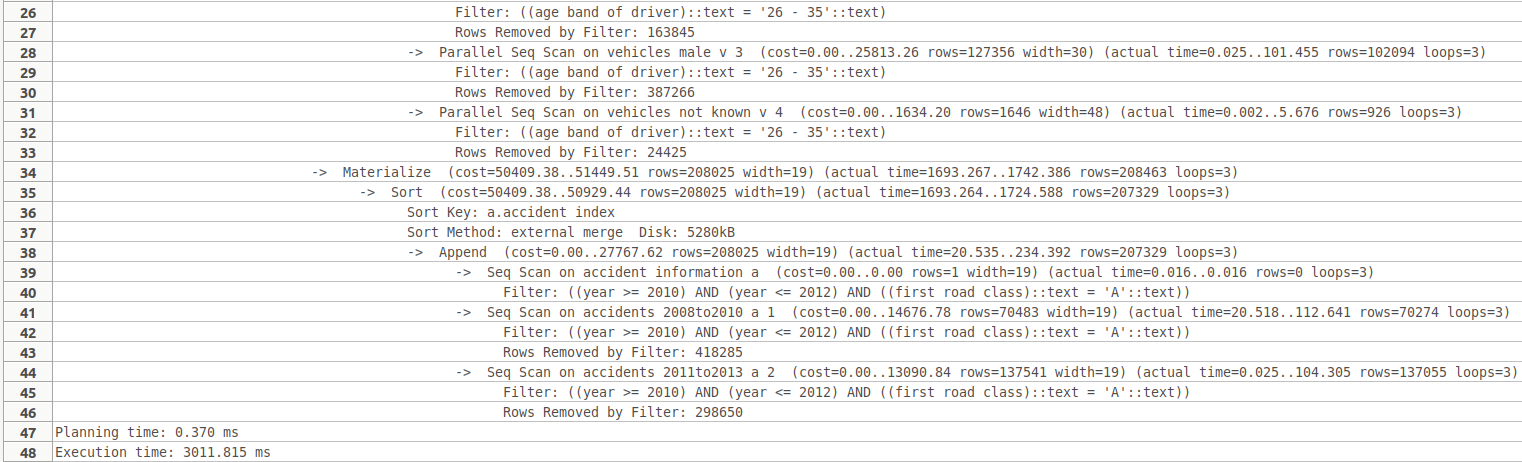 26 Filter: ((age band of driver)::text = '26 - 35'::text)
27 Rows Removed by Filter: 163845
28 -> Parallel Seq Scan on vehicles male v 3 (cost=0.00..25813.26 rows=127356 width=30) (actual time=0.025..101.455 rows=102094 loops=3)
29 Filter: ((age band of driver)::text = '26 - 35'::text)
30 Rows Removed by Filter: 387266
31 -> Parallel Seq Scan on vehicles not known v 4 (cost=0.00..1634.20 rows=1646 width=48) (actual time=0.002..5.676 rows=926 loops=3)
32 Filter: ((age band of driver)::text = '26 - 35'::text)
33 Rows Removed by Filter: 24425
34 -> Materialize (cost=50409.38..51449.51 rows=208025 width=19) (actual time=1693.267..1742.386 rows=208463 loops=3)
35 -> Sort (cost=50409.38..50929.44 rows=208025 width=19) (actual time=1693.264..1724.588 rows=207329 loops=3)
36 Sort Key: a.accident index
37 Sort Method: external merge Disk: 5280kB
38 -> Append (cost=0.00..27767.62 rows=208025 width=19) (actual time=20.535..234.392 rows=207329 loops=3)
39 -> Seq Scan on accident information a (cost=0.00..0.00 rows=1 width=19) (actual time=0.016..0.016 rows=0 loops=3)
40 Filter: ((year >= 2010) AND (year <= 2012) AND ((first road class)::text = 'A'::text))
41 -> Seq Scan on accidents 2008to2010 a 1 (cost=0.00..14676.78 rows=70483 width=19) (actual time=20.518..112.641 rows=70274 loops=3)
42 Filter: ((year >= 2010) AND (year <= 2012) AND ((first road class)::text = 'A'::text))
43 Rows Removed by Filter: 418285
44 -> Seq Scan on accidents 2011to2013 a 2 (cost=0.00..13090.84 rows=137541 width=19) (actual time=0.025..104.305 rows=137055 loops=3)
45 Filter: ((year >= 2010) AND (year <= 2012) AND ((first road class)::text = 'A'::text))
46 Rows Removed by Filter: 298650
47 Planning time: 0.370 ms
48 Execution time: 3011.815 ms